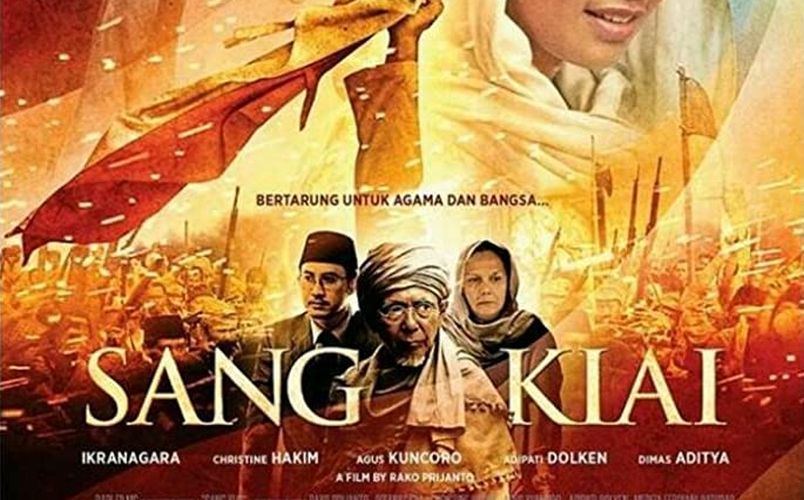 BERTARUNG UNTUK AGAMA DAN BANGSA...
SANG KIAI
IKRANAGARA CHRISTINE HAKIM AGUS KUNCORO ADIPATI DOLKEN DIMAS ADITYA
A FILM BY RAKO PRIJANTO